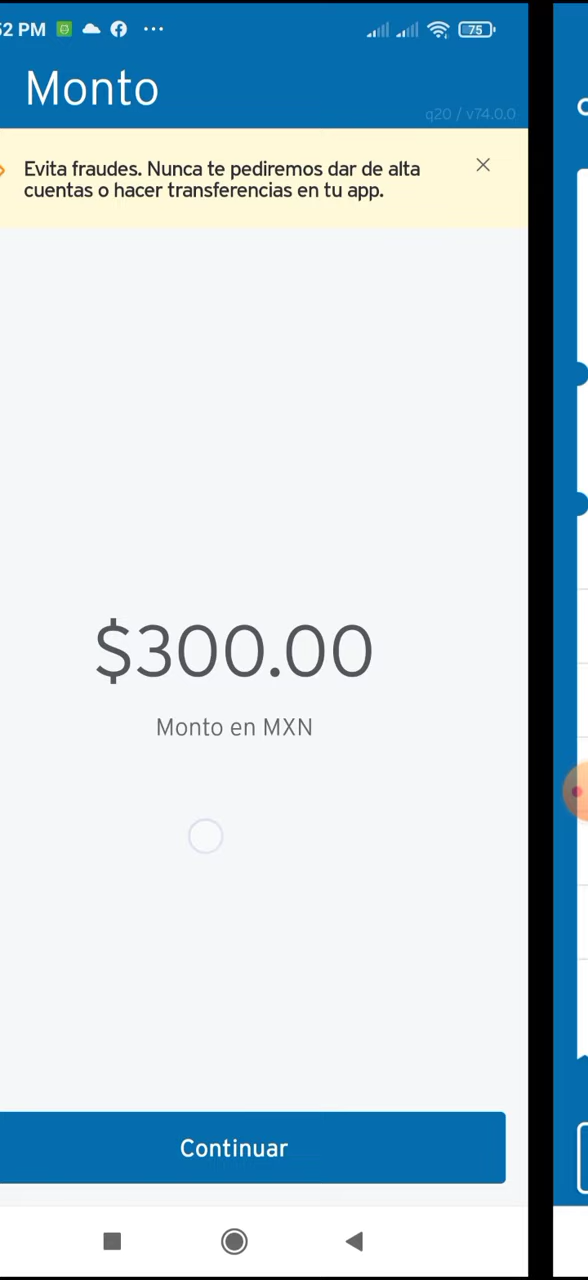 52 PM ...
75
Monto
q20 / v74.0.0
Evita fraudes. Nunca te pediremos dar de alta
cuentas o hacer transferencias en tu app.
$300.00
Monto en MXN
Continuar